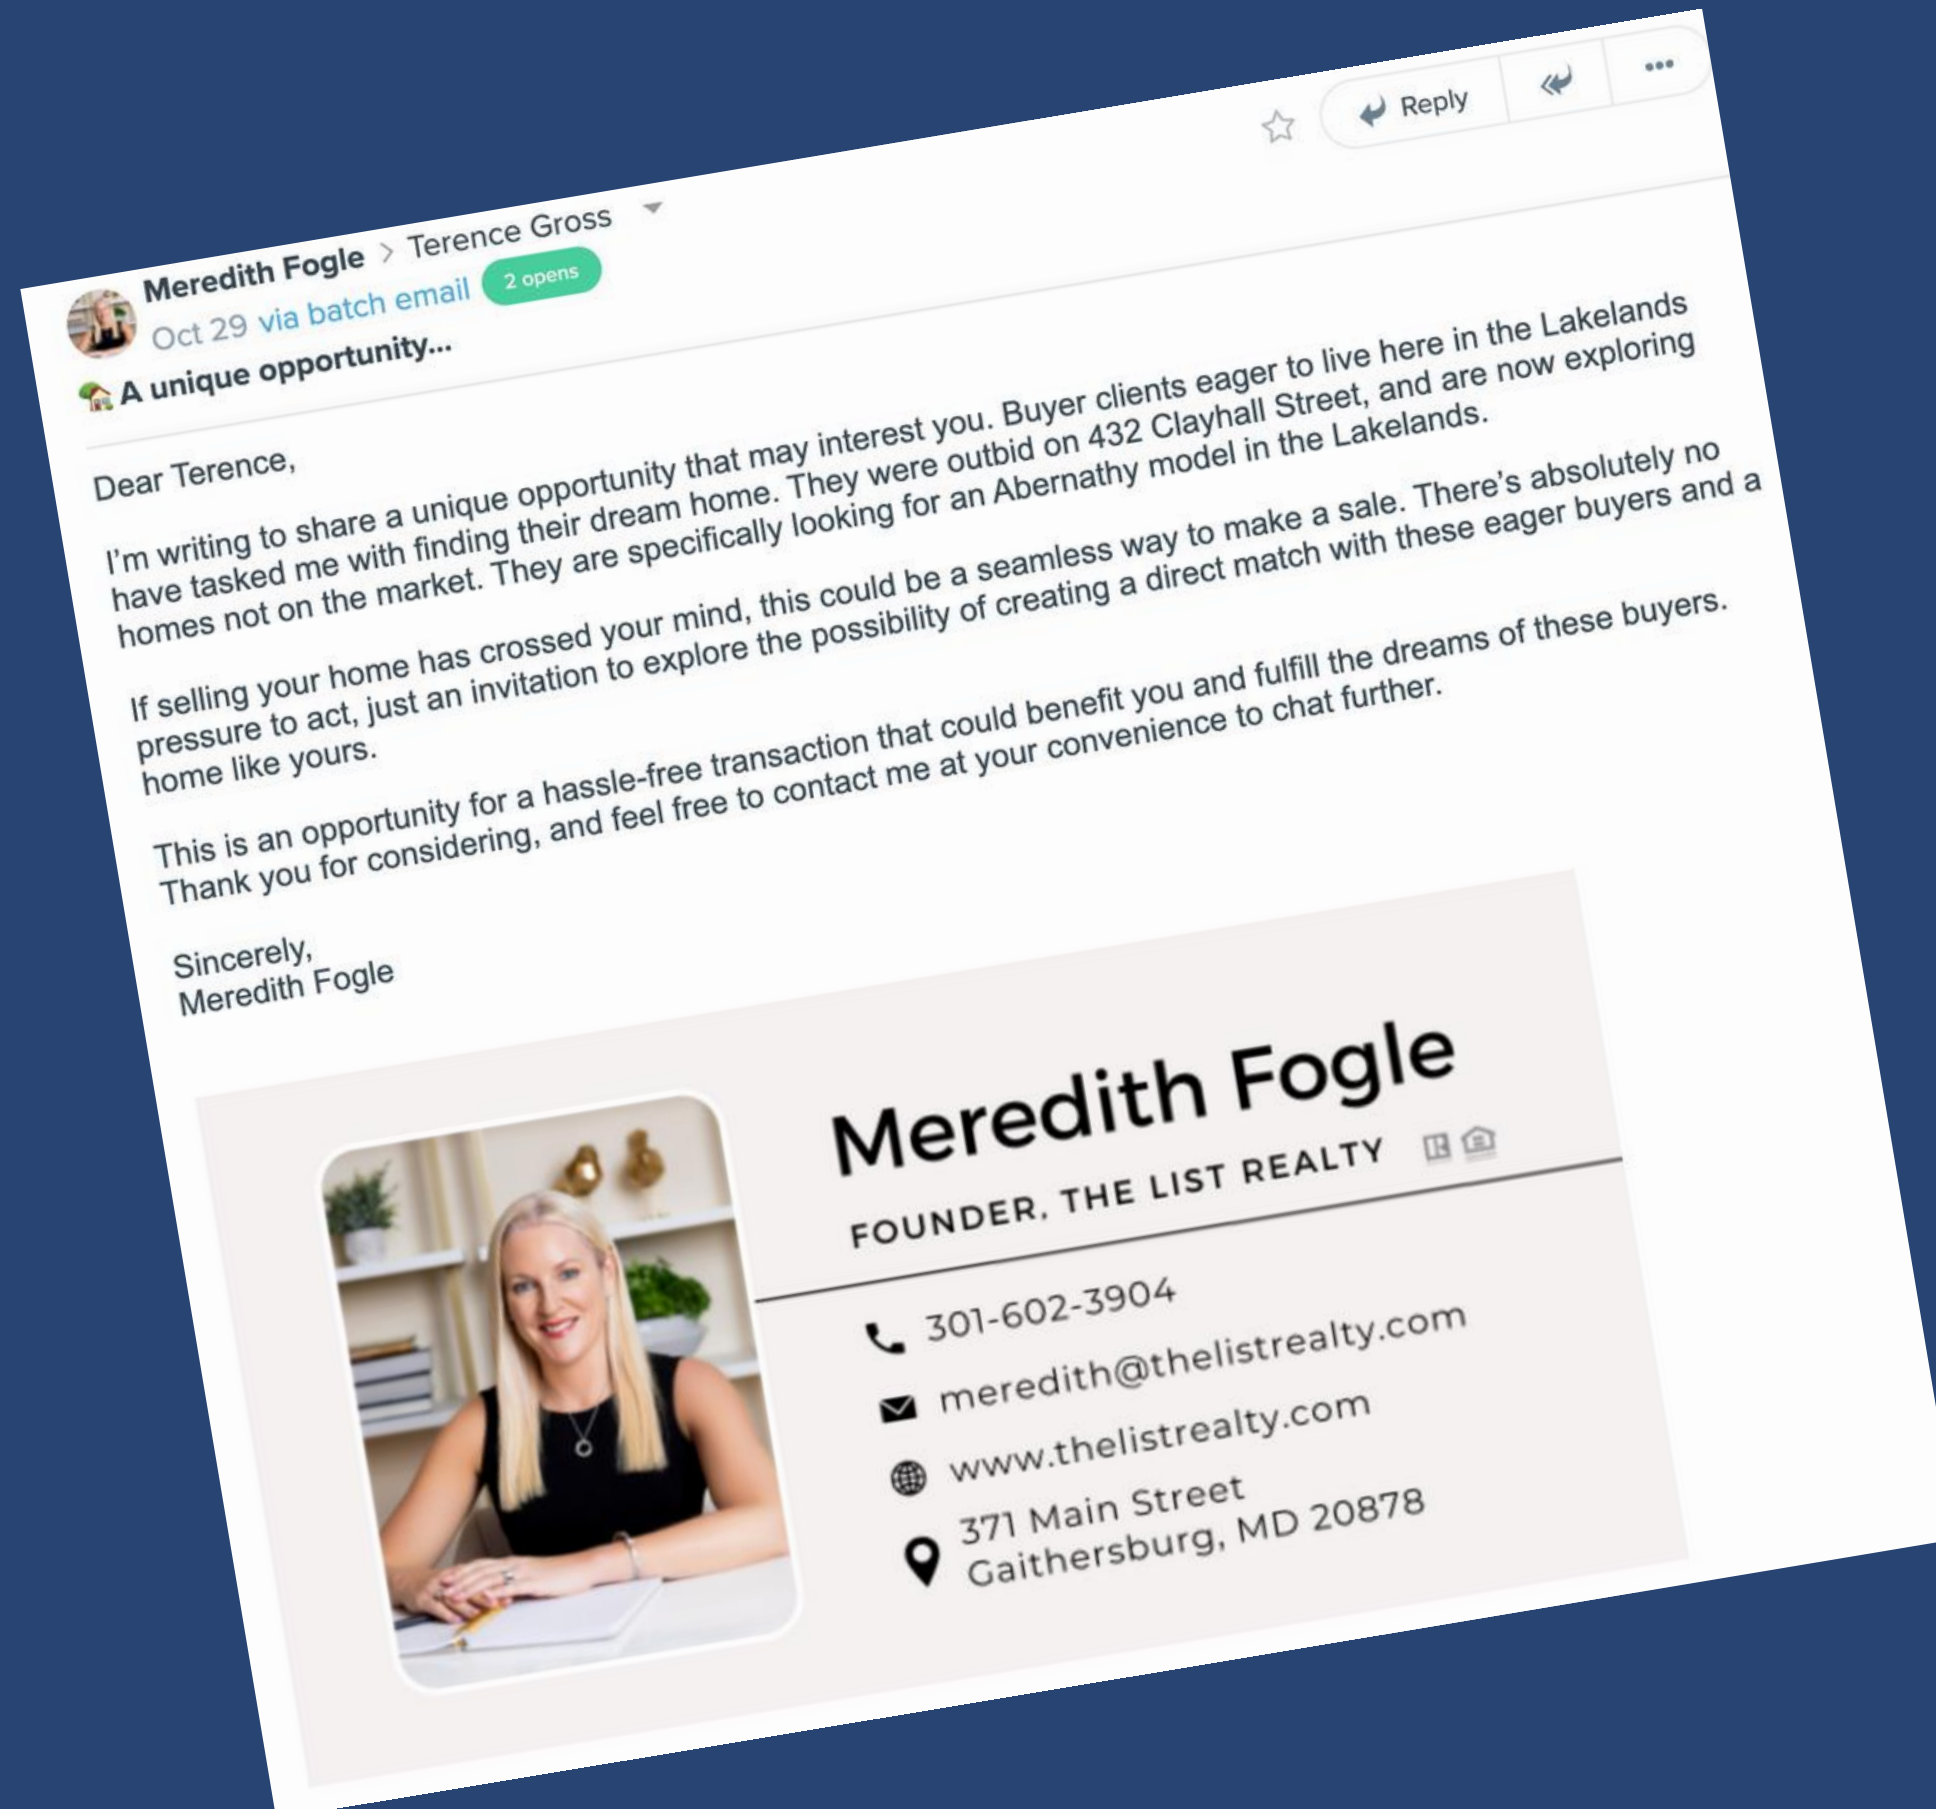 Reply
Meredith Fogle > Terence Gross
Oct 29 via batch email 2 opens
A unique opportunity...
Dear Terence,
I'm writing to share a unique opportunity that may interest you. Buyer clients eager to live here in the Lakelands
have tasked me with finding their dream home. They were outbid on 432 Clayhall Street, and are now exploring
homes not on the market. They are specifically looking for an Abernathy model in the Lakelands.
If selling your home has crossed your mind, this could be a seamless way to make a sale. There's absolutely no
pressure to act, just an invitation to explore the possibility of creating a direct match with these eager buyers and a
home like yours.
This is an opportunity for a hassle-free transaction that could benefit you and fulfill the dreams of these buyers.
Thank you for considering, and feel free to contact me at your convenience to chat further.
Sincerely,
Meredith Fogle
Meredith Fogle
FOUNDER, THE LIST REALTY
301-602-3904
meredith@thelistrealty.com
www.thelistrealty.com
371 Main Street
Gaithersburg, MD 20878